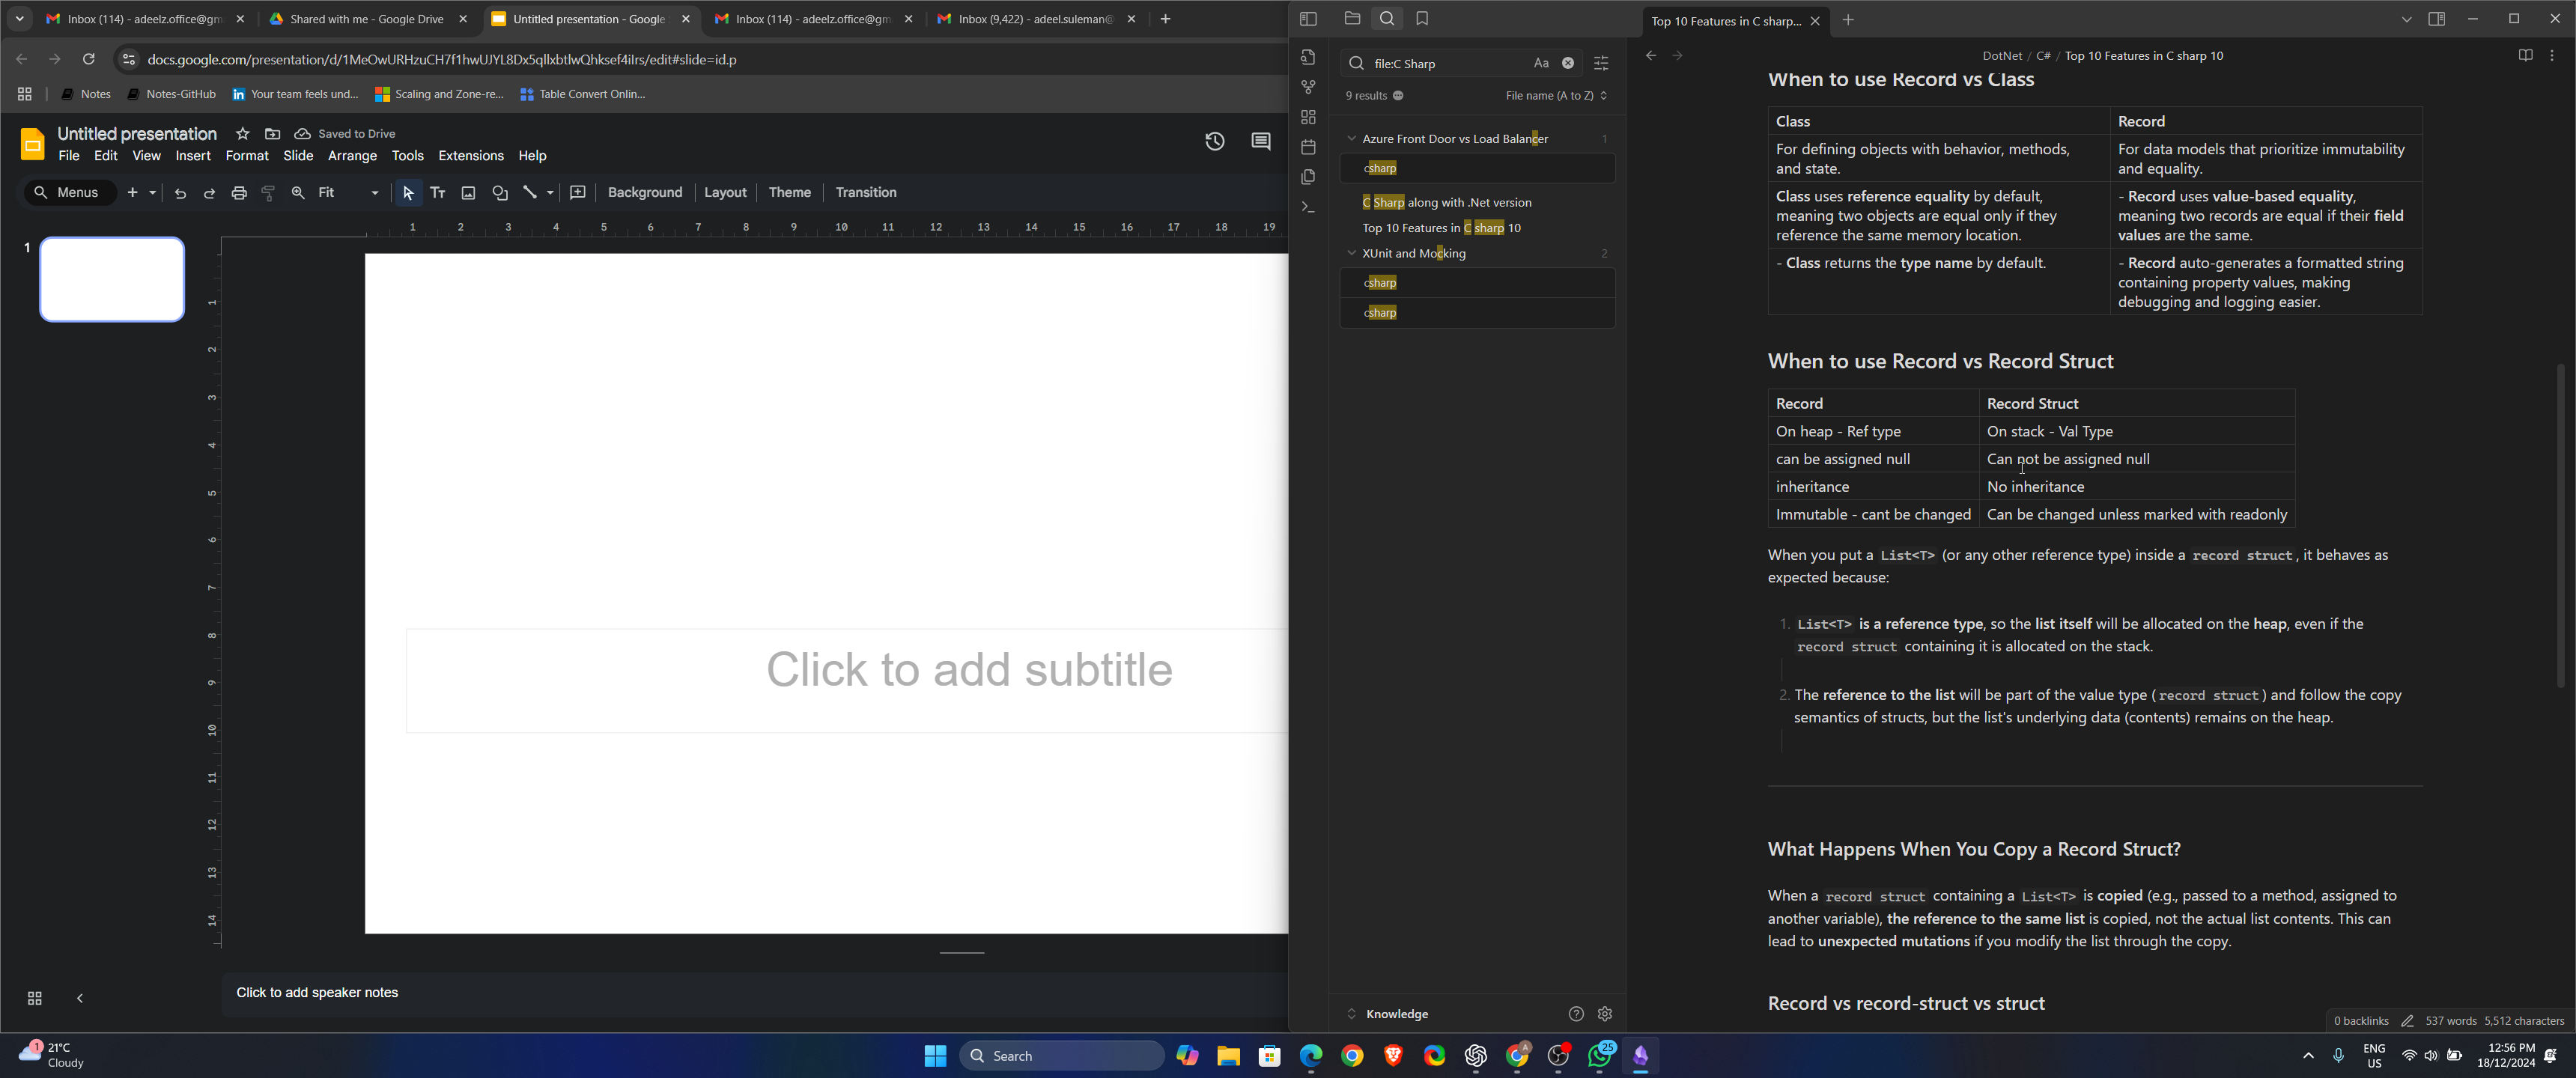 Inbox (114) - adeelz.office@gm
Shared with me - Google Drive
Untitled presentation - Google
Inbox (114) - adeelz.office@gm
Inbox (9,422) - adeel.suleman@
docs.google.com/presentation/d/1MeOwURHzuCH7f1hwUJYL8Dx5qIlxbtlwQhksef4iIrs/edit#slide=id.p
Notes
Notes-GitHub
Your team feels und...
Scaling and Zone-re...
Table Convert Onlin...
Untitled presentation
Saved to Drive
File Edit View Insert Format Slide Arrange Tools Extensions Help
Menus
Fit
Background
Layout
Theme
Transition
1 2 3 4 5 6 7 8 9 10 11 12 13 14 15 16 17 18 19
1
1
2
3
4
5
6
7
8
9
10
11
12
13
14
Click to add subtitle
Click to add speaker notes
file:C Sharp
Aa
9 results
File name (A to Z)
Azure Front Door vs Load Balancer 1
csharp
C Sharp along with .Net version
Top 10 Features in C sharp 10
XUnit and Mocking 2
csharp
csharp
Knowledge
Top 10 Features in C sharp...
DotNet / C# / Top 10 Features in C sharp 10
When to use Record vs Class
Class Record
For defining objects with behavior, methods,
and state.
For data models that prioritize immutability
and equality.
Class uses reference equality by default,
meaning two objects are equal only if they
reference the same memory location.
- Record uses value-based equality,
meaning two records are equal if their field
values are the same.
- Class returns the type name by default.
- Record auto-generates a formatted string
containing property values, making
debugging and logging easier.
When to use Record vs Record Struct
Record Record Struct
On heap - Ref type On stack - Val Type
can be assigned null Can not be assigned null
inheritance No inheritance
Immutable - cant be changed Can be changed unless marked with readonly
When you put a List<T> (or any other reference type) inside a record struct, it behaves as
expected because:
1. List<T> is a reference type, so the list itself will be allocated on the heap, even if the
record struct containing it is allocated on the stack.
2. The reference to the list will be part of the value type (record struct) and follow the copy
semantics of structs, but the list's underlying data (contents) remains on the heap.
What Happens When You Copy a Record Struct?
When a record struct containing a List<T> is copied (e.g., passed to a method, assigned to
another variable), the reference to the same list is copied, not the actual list contents. This can
lead to unexpected mutations if you modify the list through the copy.
Record vs record-struct vs struct
0 backlinks 537 words 5,512 characters
1
21°C
Cloudy
Search
A
25
ENG
US
12:56 PM
18/12/2024